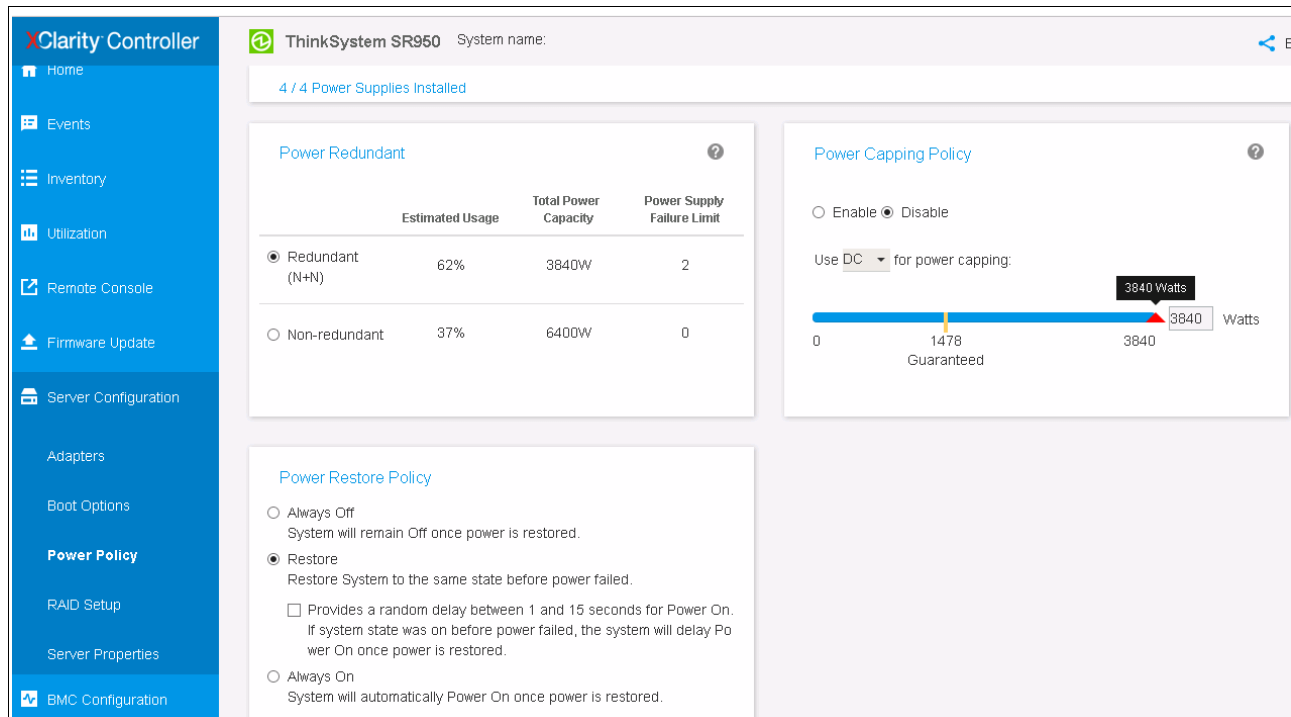 XClarity Controller
ThinkSystem SR950 System name:
Home
Events
Inventory
Utilization
Remote Console
Firmware Update
Server Configuration
Adapters
Boot Options
Power Policy
RAID Setup
Server Properties
BMC Configuration
4 / 4 Power Supplies Installed
Power Redundant
Estimated Usage
Total Power
Capacity
Power Supply
Failure Limit
Redundant
(N+N)
62% 3840W 2
Non-redundant 37% 6400W 0
Power Capping Policy
Enable Disable
Use DC for power capping:
3840 Watts
3840 Watts
0 1478 3840
Guaranteed
Power Restore Policy
Always Off
System will remain Off once power is restored.
Restore
Restore System to the same state before power failed.
Provides a random delay between 1 and 15 seconds for Power On.
If system state was on before power failed, the system will delay Po
wer On once power is restored.
Always On
System will automatically Power On once power is restored.